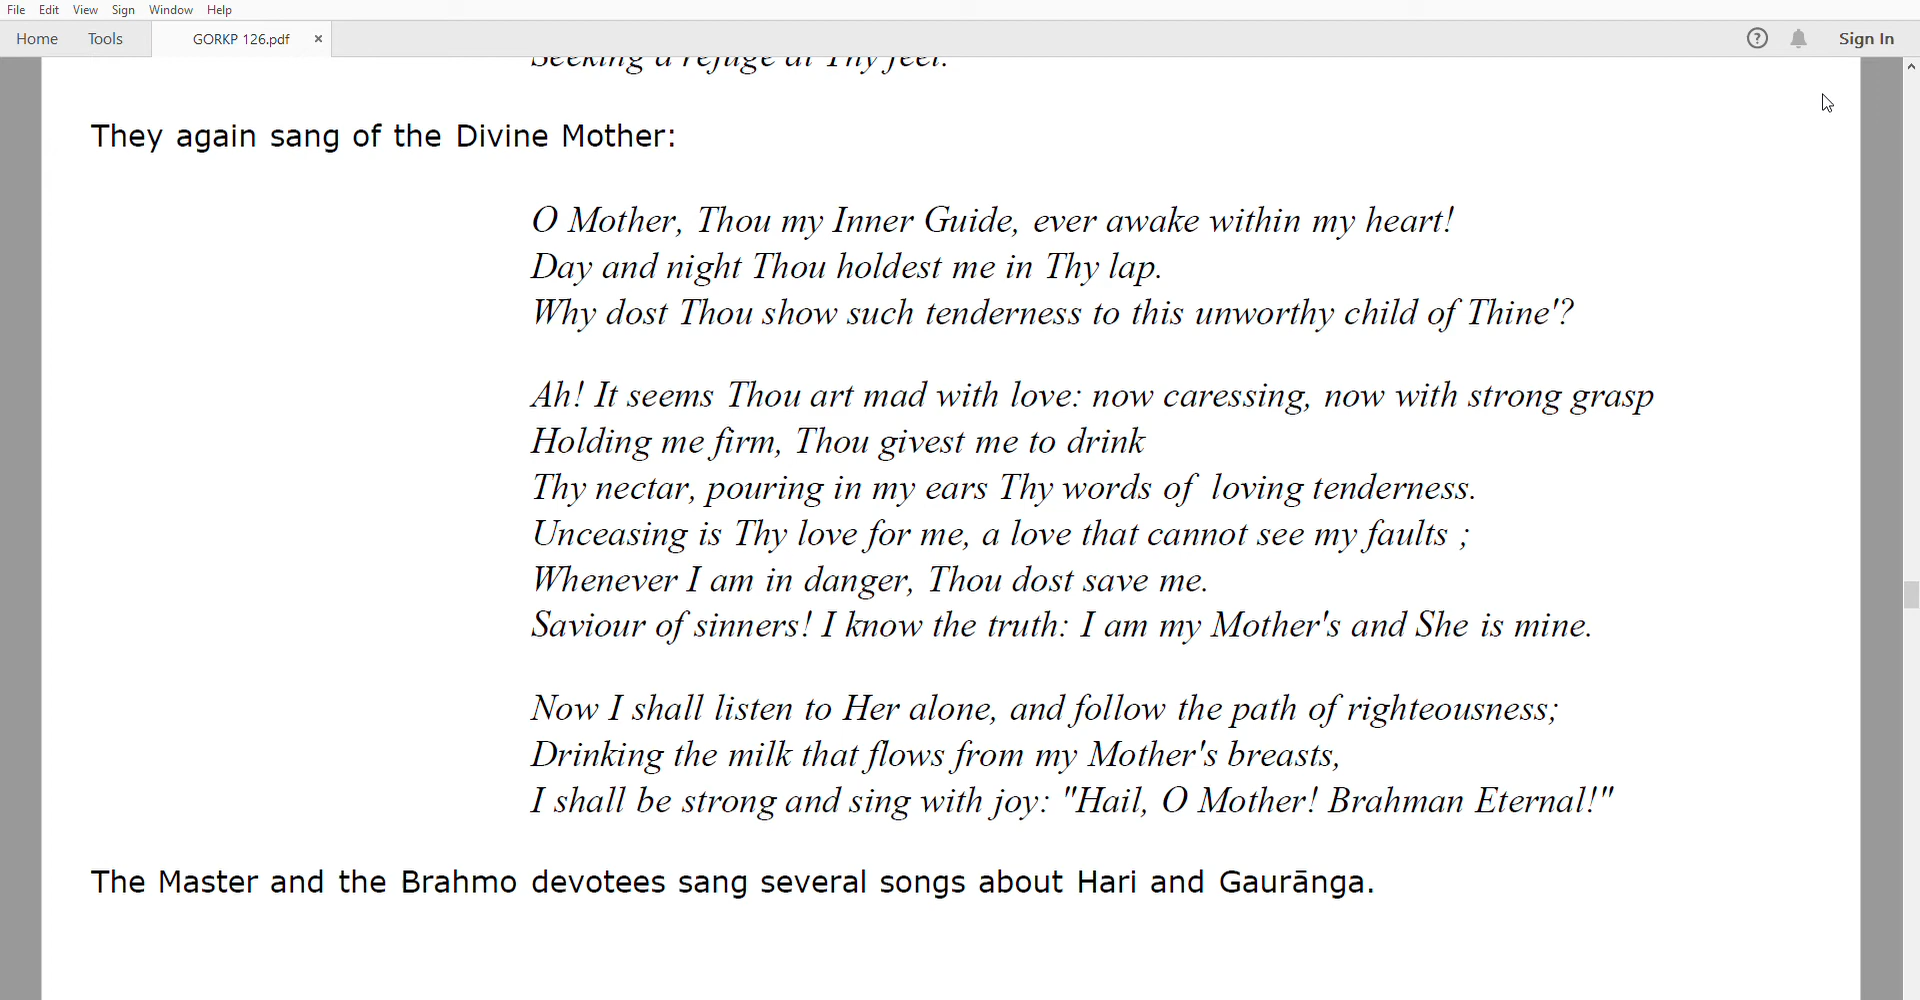 File Edit View Sign Window Help
Home Tools GORKP 126.pdf × ? Sign In
Seeking a refuge at Thy feet.
They again sang of the Divine Mother:
O Mother, Thou my Inner Guide, ever awake within my heart!
Day and night Thou holdest me in Thy lap.
Why dost Thou show such tenderness to this unworthy child of Thine'?
Ah! It seems Thou art mad with love: now caressing, now with strong grasp
Holding me firm, Thou givest me to drink
Thy nectar, pouring in my ears Thy words of loving tenderness.
Unceasing is Thy love for me, a love that cannot see my faults ;
Whenever I am in danger, Thou dost save me.
Saviour of sinners! I know the truth: I am my Mother's and She is mine.
Now I shall listen to Her alone, and follow the path of righteousness;
Drinking the milk that flows from my Mother's breasts,
I shall be strong and sing with joy: "Hail, O Mother! Brahman Eternal!"
The Master and the Brahmo devotees sang several songs about Hari and Gaurānga.